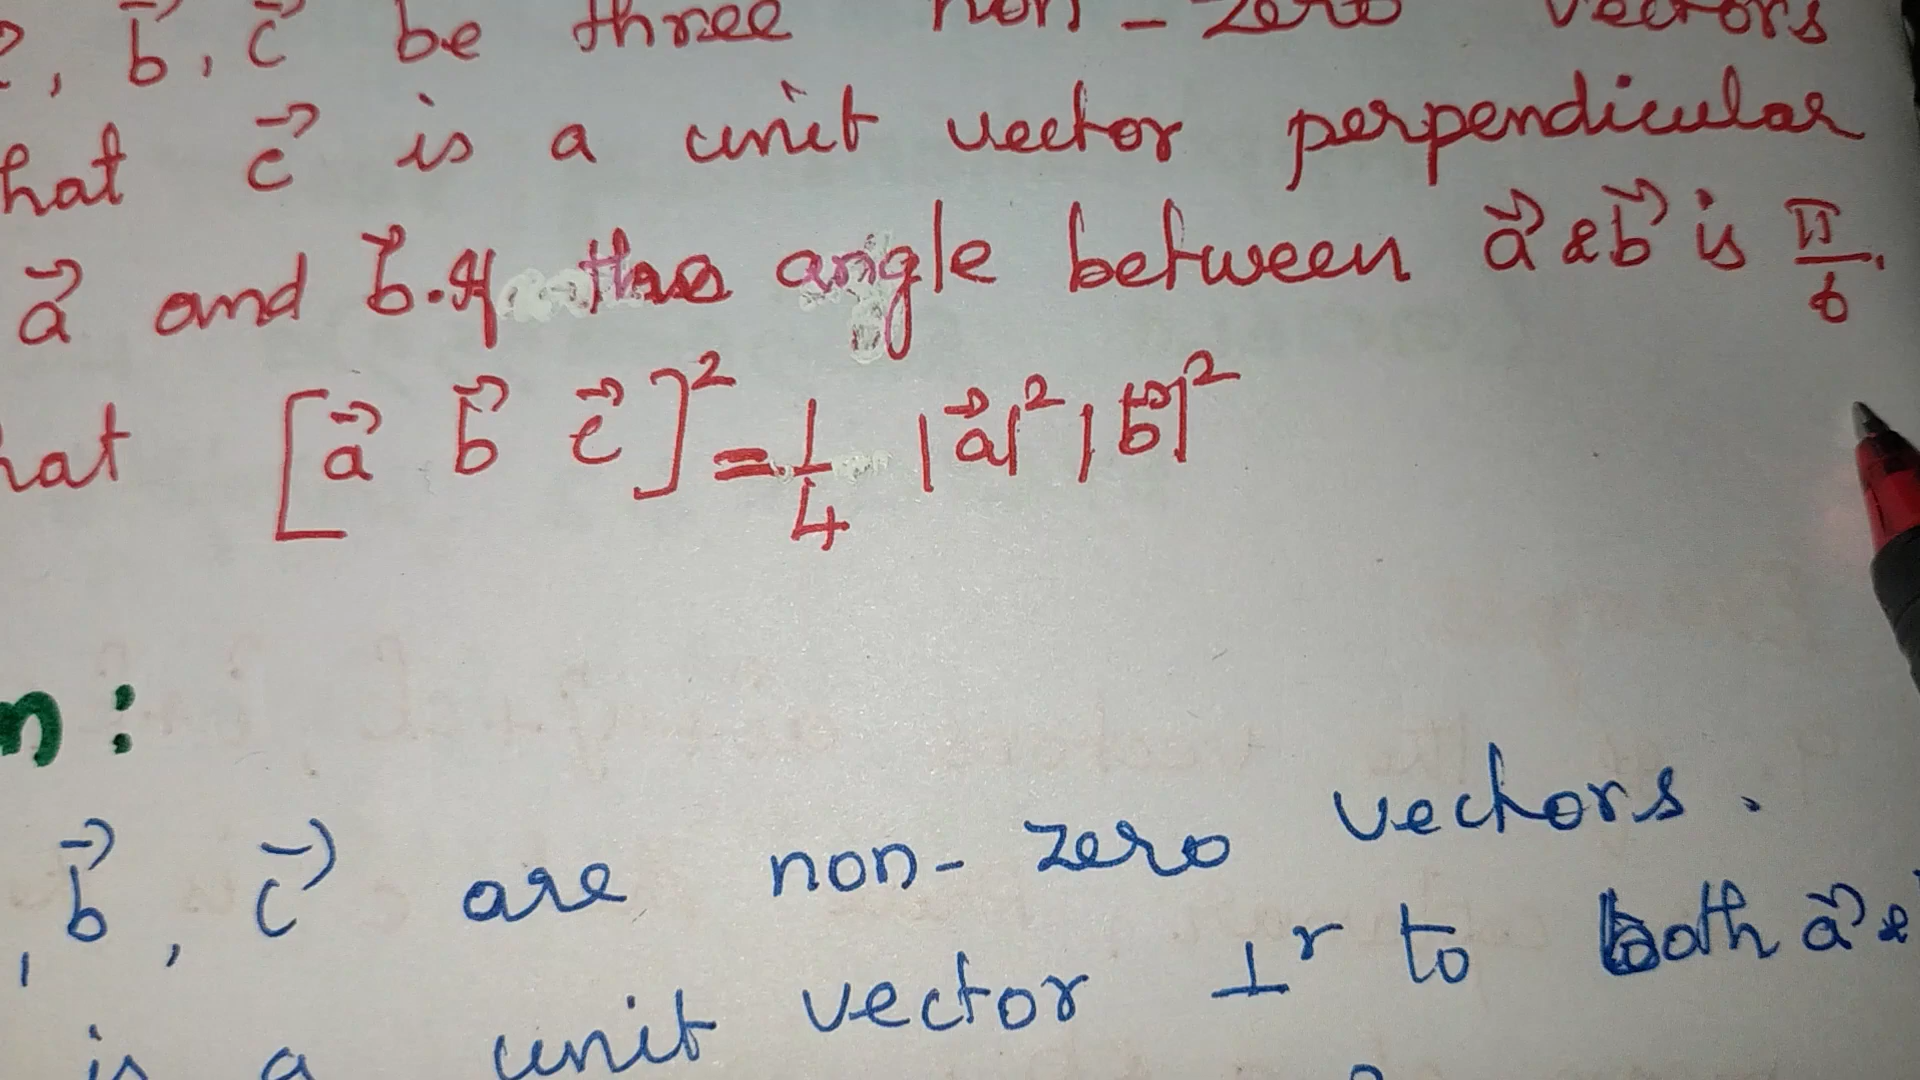 , b⃗, c⃗ be three non-zero vectors
hat c⃗ is a unit vector perpendicular
a⃗ and b⃗. If the angle between a⃗ & b⃗ is π/6.
hat [a⃗ b⃗ c⃗]² = 1/4 |a⃗|² |b⃗|²
n:
, b⃗, c⃗ are non-zero vectors.
is a unit vector ⊥ʳ to both a⃗ &